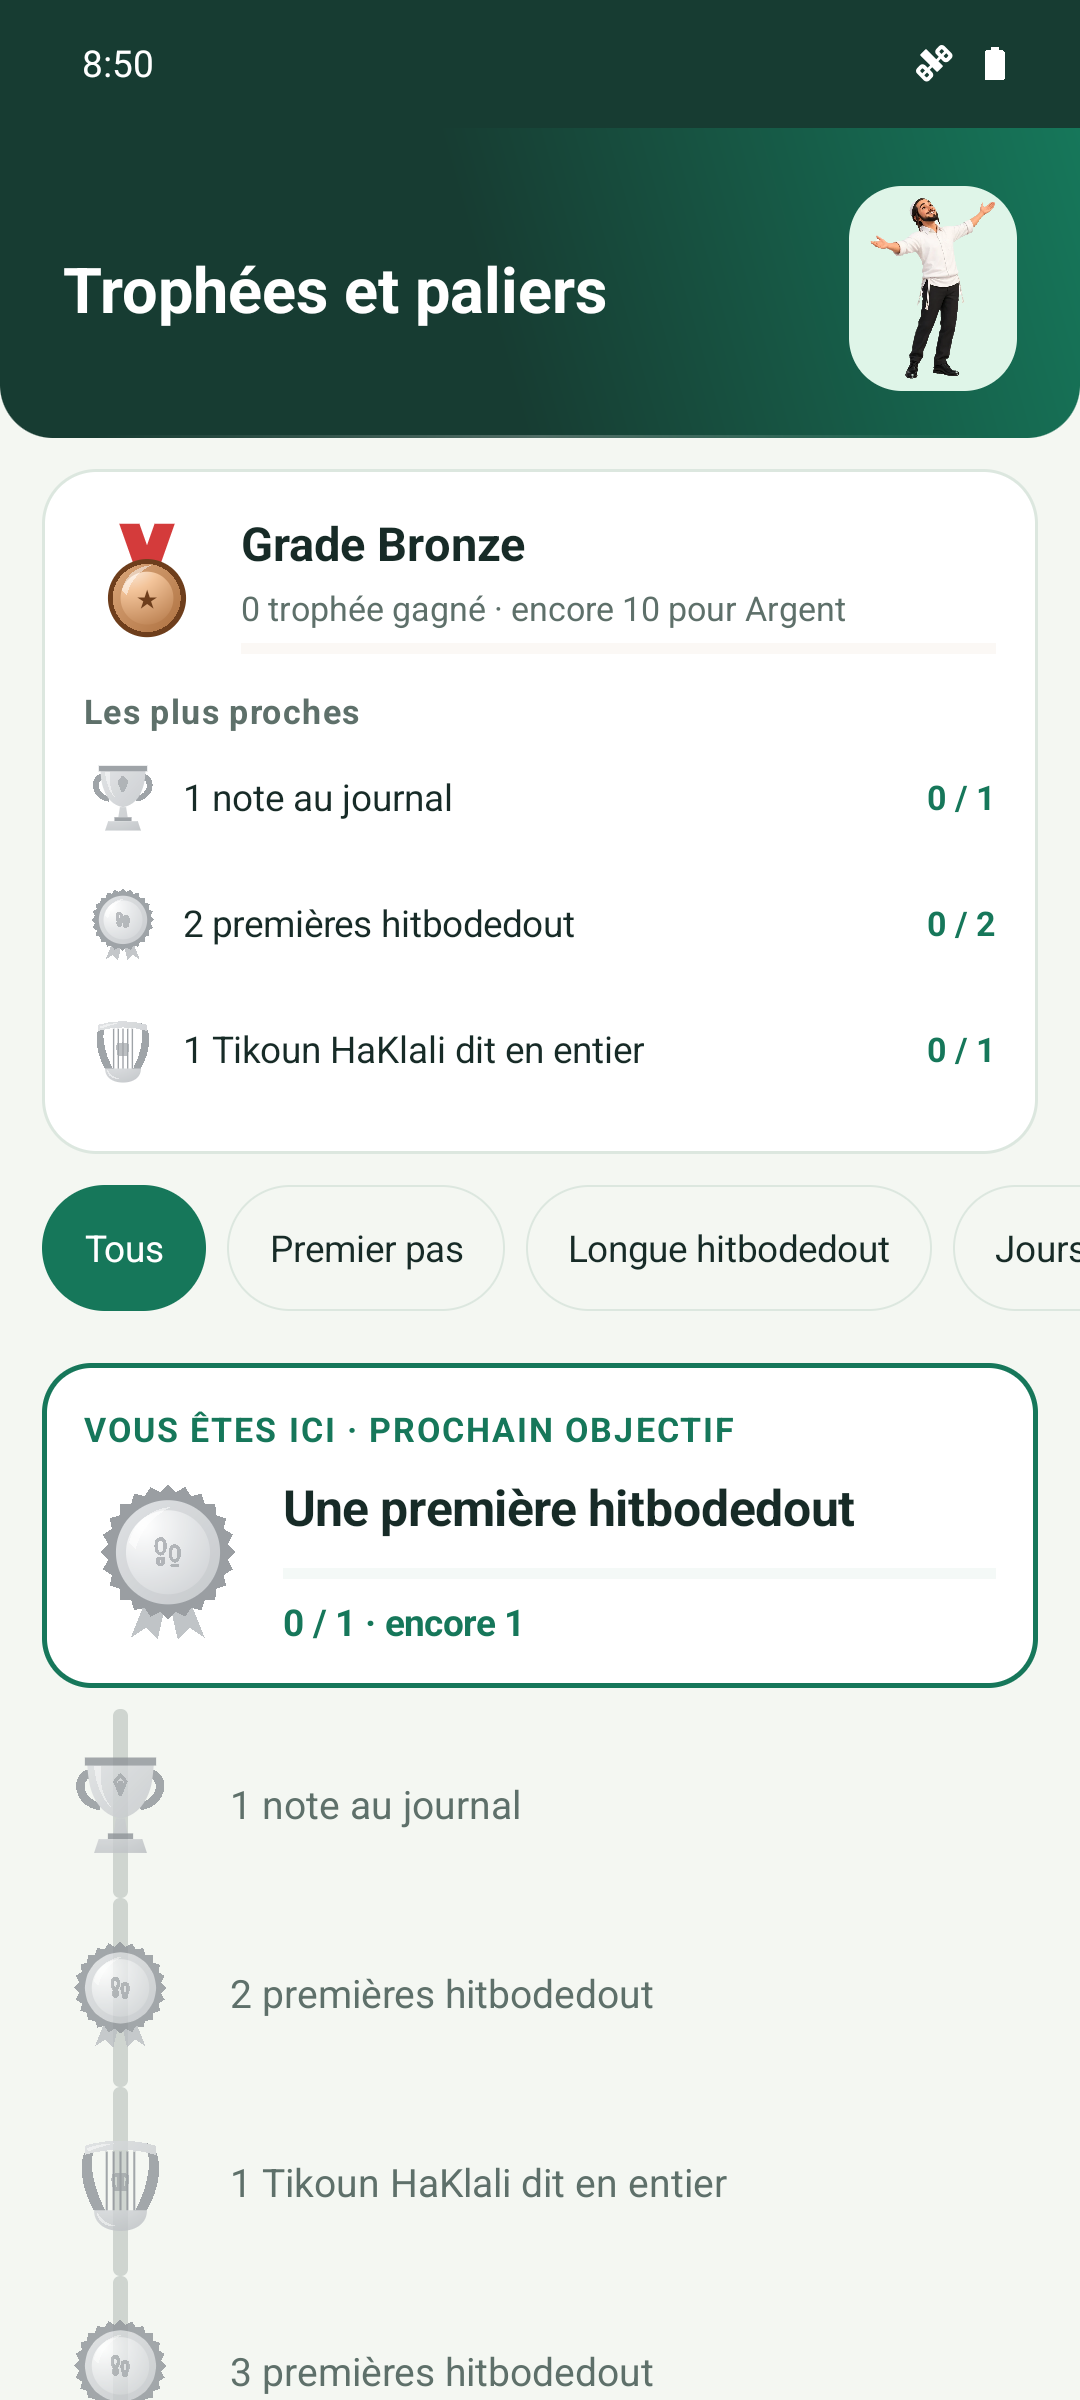 8:50
Trophées et paliers
Grade Bronze
0 trophée gagné · encore 10 pour Argent
Les plus proches
1 note au journal
0 / 1
2 premières hitbodedout
0 / 2
1 Tikoun HaKlali dit en entier
0 / 1
Tous
Premier pas
Longue hitbodedout
Jours
VOUS ÊTES ICI · PROCHAIN OBJECTIF
Une première hitbodedout
0 / 1 · encore 1
1 note au journal
2 premières hitbodedout
1 Tikoun HaKlali dit en entier
3 premières hitbodedout